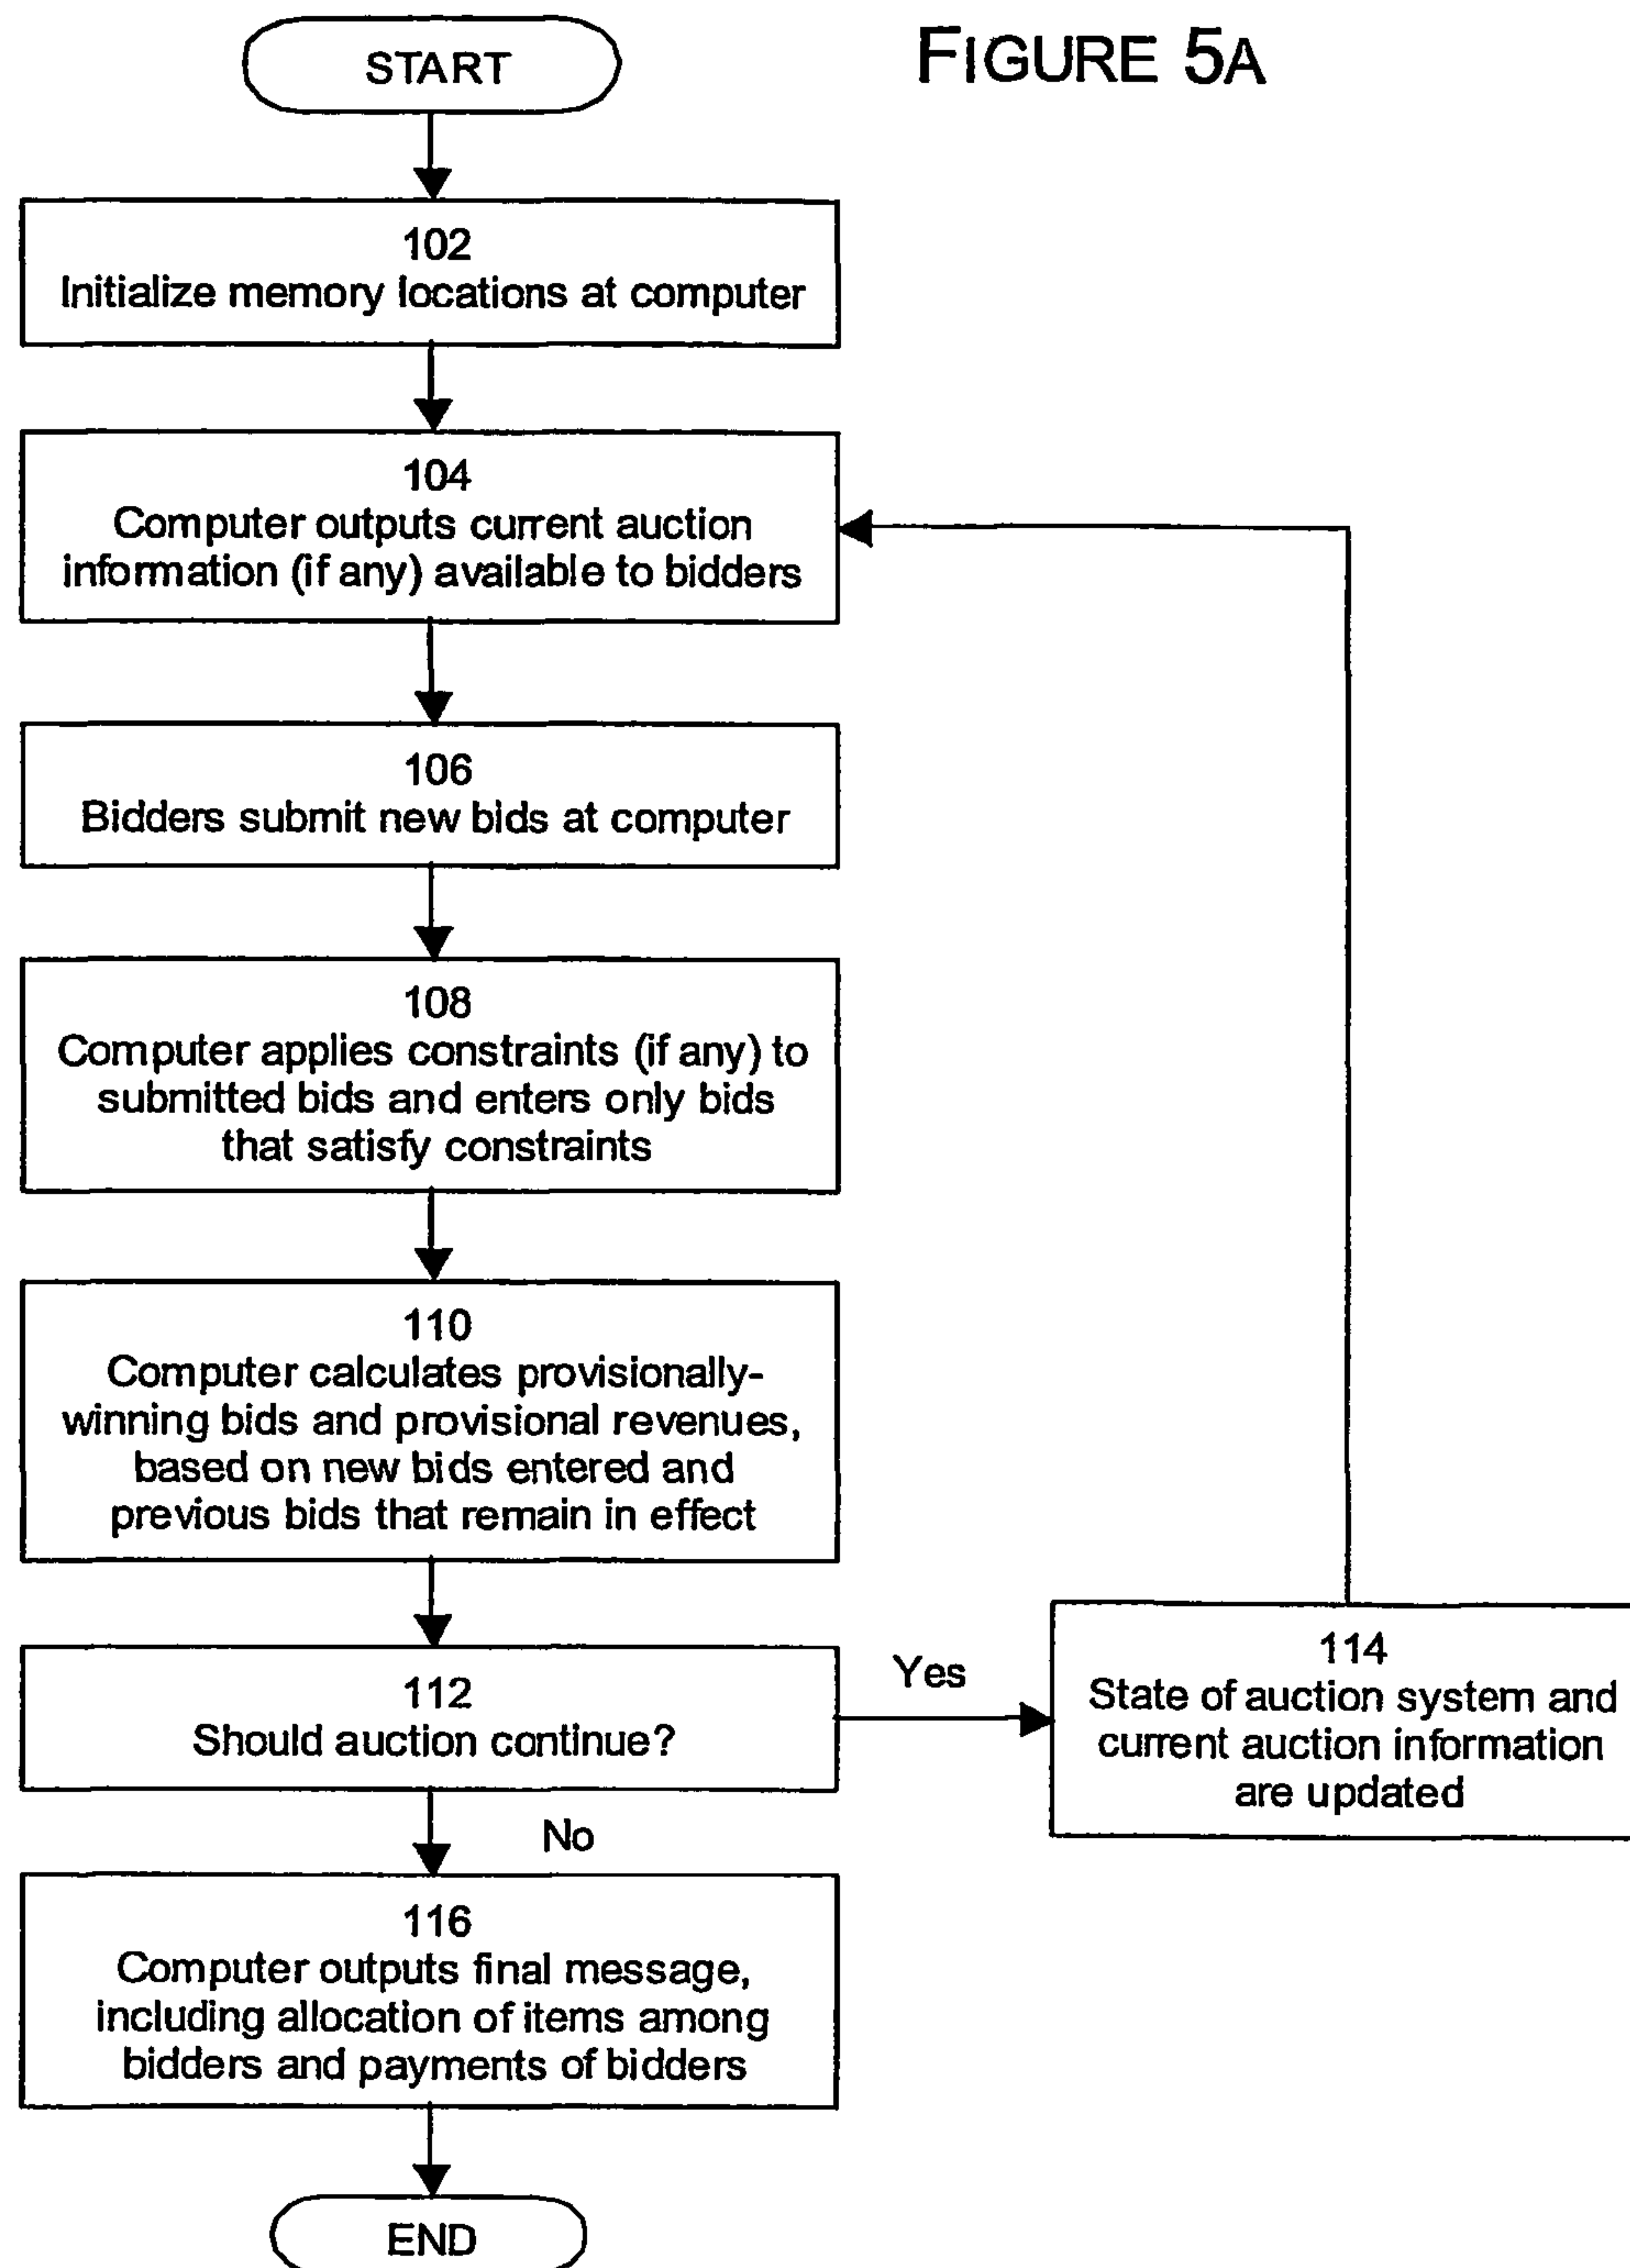 FIGURE 5A
START
102
Initialize memory locations at computer
104
Computer outputs current auction
information (if any) available to bidders
106
Bidders submit new bids at computer
108
Computer applies constraints (if any) to
submitted bids and enters only bids
that satisfy constraints
110
Computer calculates provisionally-
winning bids and provisional revenues,
based on new bids entered and
previous bids that remain in effect
112
Should auction continue?
Yes
114
State of auction system and
current auction information
are updated
No
116
Computer outputs final message,
including allocation of items among
bidders and payments of bidders
END